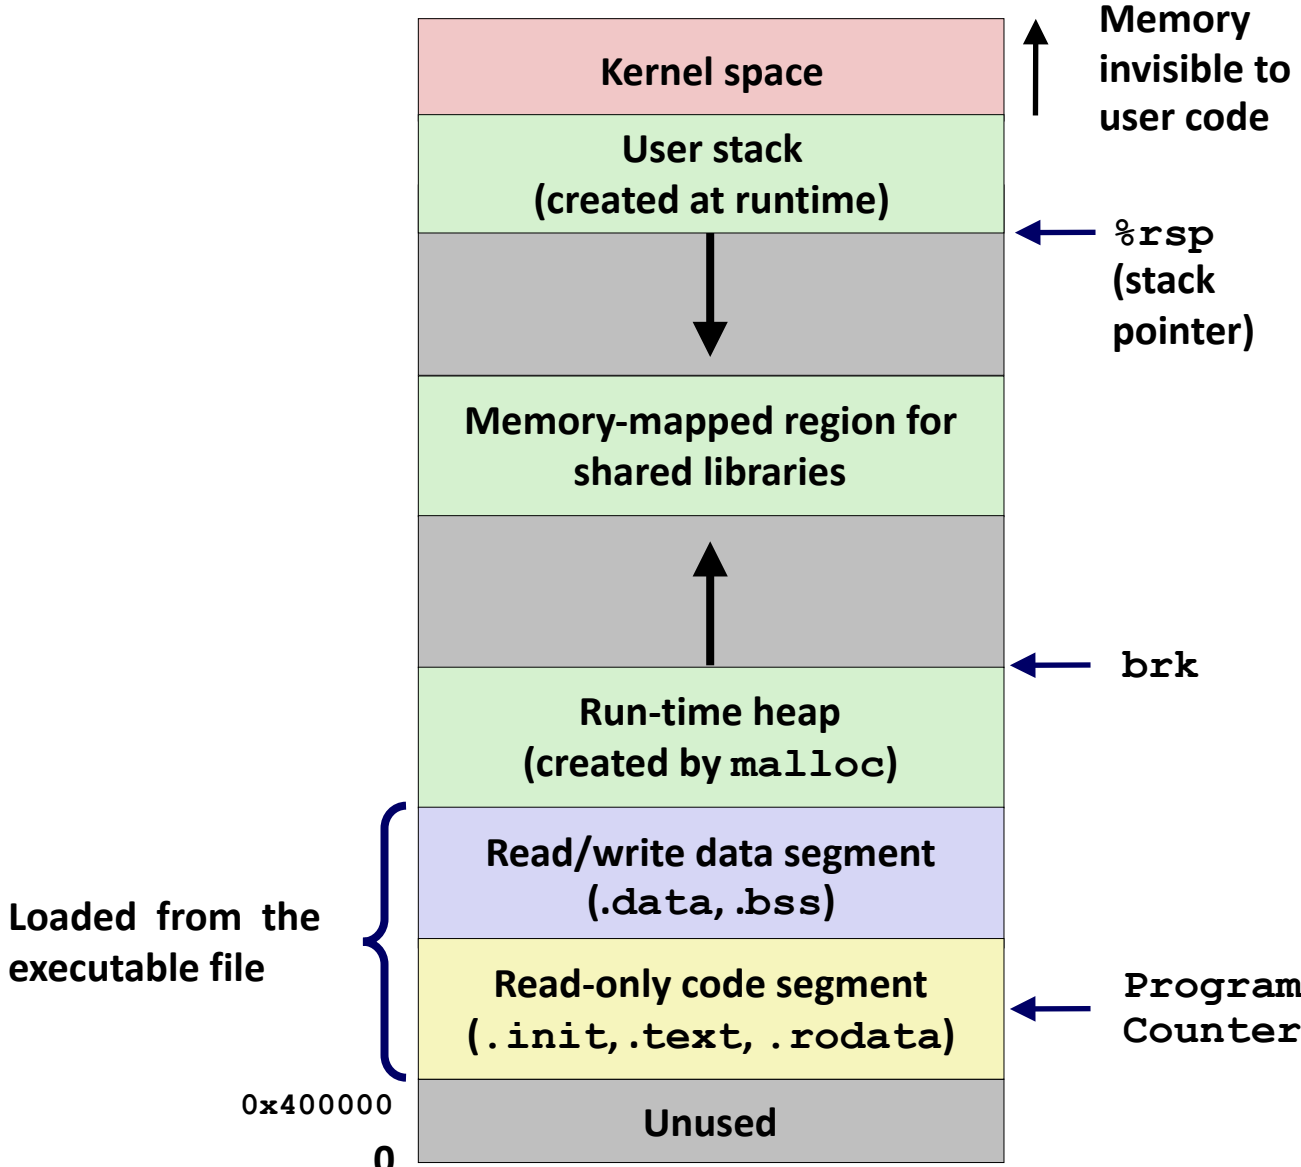 Kernel space
Memory
invisible to
user code
User stack
(created at runtime)
%rsp
(stack
pointer)
Memory-mapped region for
shared libraries
brk
Run-time heap
(created by malloc)
Read/write data segment
(.data, .bss)
Loaded from the
executable file
Read-only code segment
(.init, .text, .rodata)
Program
Counter
0x400000
Unused
0